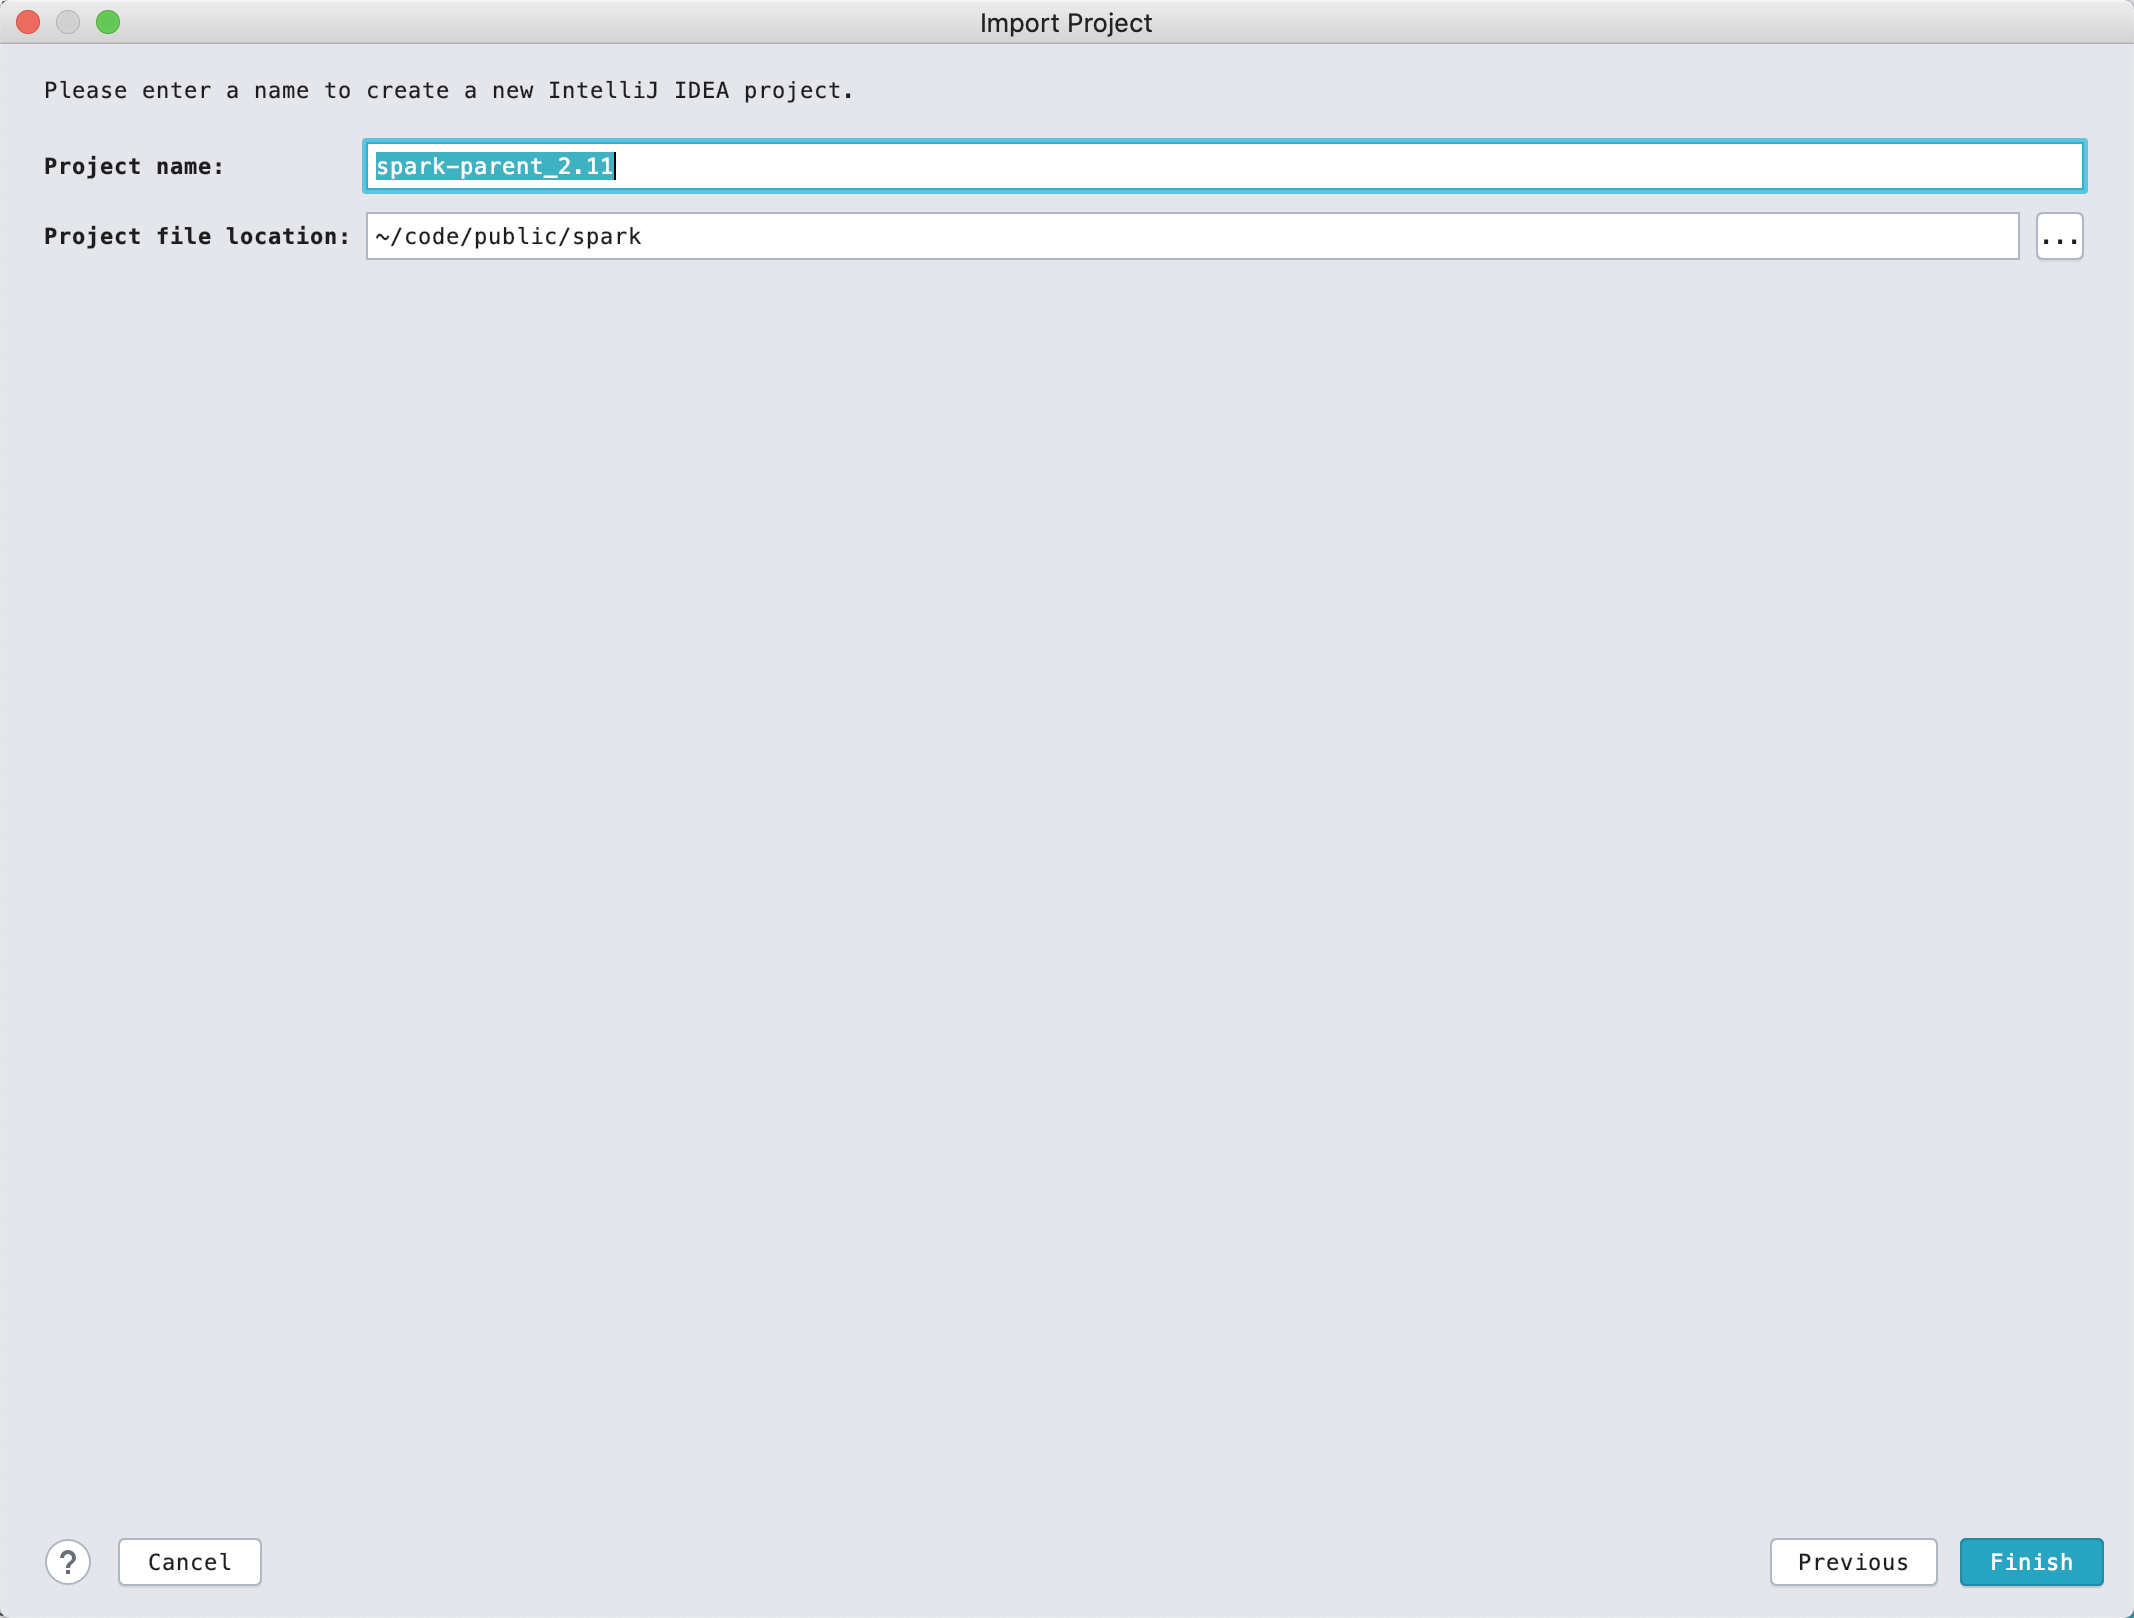 Import Project
Please enter a name to create a new IntelliJ IDEA project.
Project name: spark-parent_2.11
Project file location: ~/code/public/spark ...
? Cancel Previous Finish